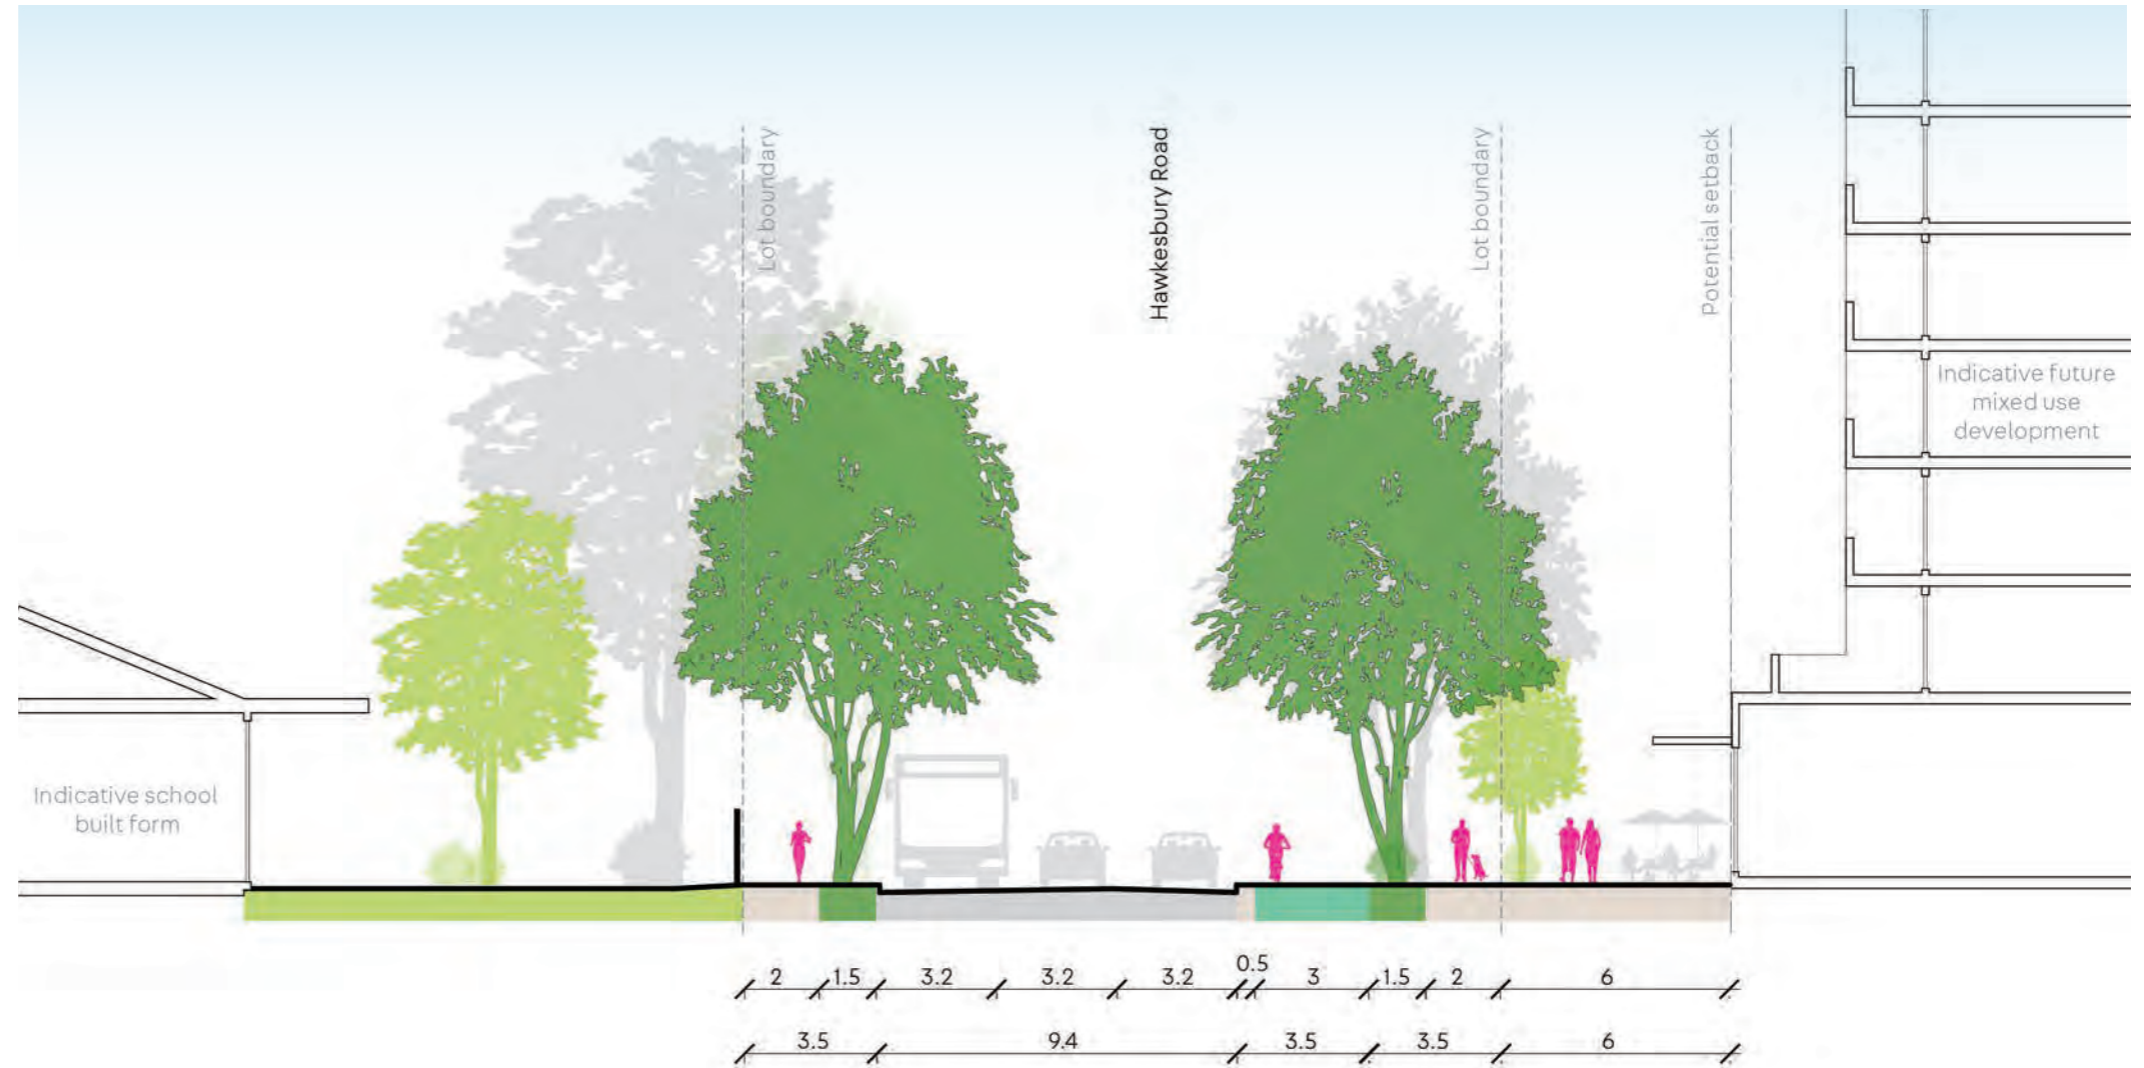 Lot boundary
Hawkesbury Road
Lot boundary
Potential setback
Indicative future
mixed use
development
Indicative school
built form
2 1.5 3.2 3.2 3.2 0.5 3 1.5 2 6
3.5 9.4 3.5 3.5 6